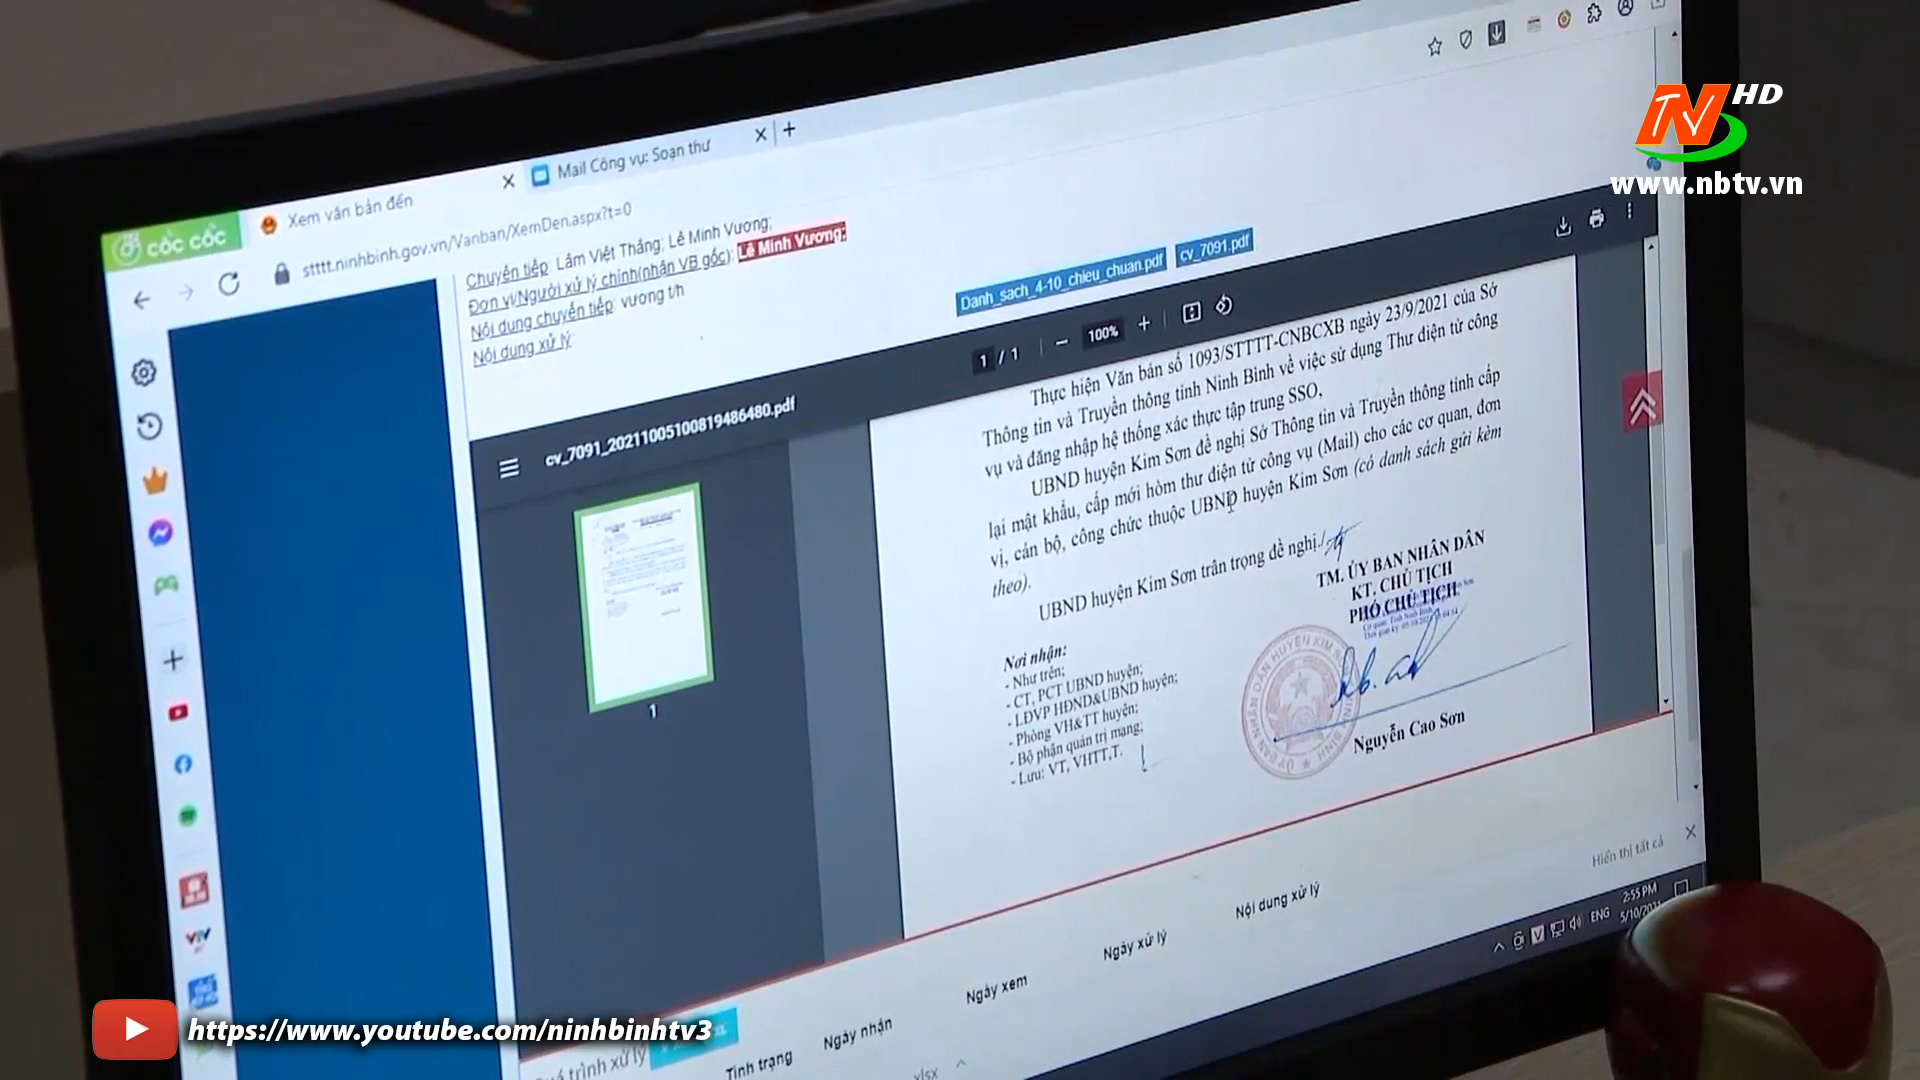 TV N HD
www.nbtv.vn
Xem văn bản đến
Mail Công vụ: Soạn thư
CỐC CỐC
stttt.ninhbinh.gov.vn/Vanban/XemDen.aspx?t=0
Chuyển tiếp: Lâm Việt Thắng; Lê Minh Vương;
Đơn vị/Người xử lý chính(nhận VB gốc): Lê Minh Vương;
Nội dung chuyển tiếp: vương t/h
Nội dung xử lý:
Danh_sach_4-10_chieu_chuan.pdf
cv_7091.pdf
cv_7091_20211005100819486480.pdf
1 / 1
100%
Thực hiện Văn bản số 1093/STTTT-CNBCXB ngày 23/9/2021 của Sở
Thông tin và Truyền thông tỉnh Ninh Bình về việc sử dụng Thư điện tử công
vụ và đăng nhập hệ thống xác thực tập trung SSO,
UBND huyện Kim Sơn đề nghị Sở Thông tin và Truyền thông tỉnh cấp
lại mật khẩu, cấp mới hòm thư điện tử công vụ (Mail) cho các cơ quan, đơn
vị, cán bộ, công chức thuộc UBND huyện Kim Sơn (có danh sách gửi kèm
theo).
UBND huyện Kim Sơn trân trọng đề nghị./.
TM. ỦY BAN NHÂN DÂN
KT. CHỦ TỊCH
PHÓ CHỦ TỊCH
Nơi nhận:
- Như trên;
- CT, PCT UBND huyện;
- LĐVP HĐND&UBND huyện;
- Phòng VH&TT huyện;
- Bộ phận quản trị mạng;
- Lưu: VT, VHTT,T.
Nguyễn Cao Sơn
1
VTV
Hiển thị tất cả
Nội dung xử lý
Ngày xử lý
Ngày xem
Ngày nhận
Tình trạng
trình xử lý
xlsx
ENG
2:55 PM
https://www.youtube.com/ninhbinhtv3